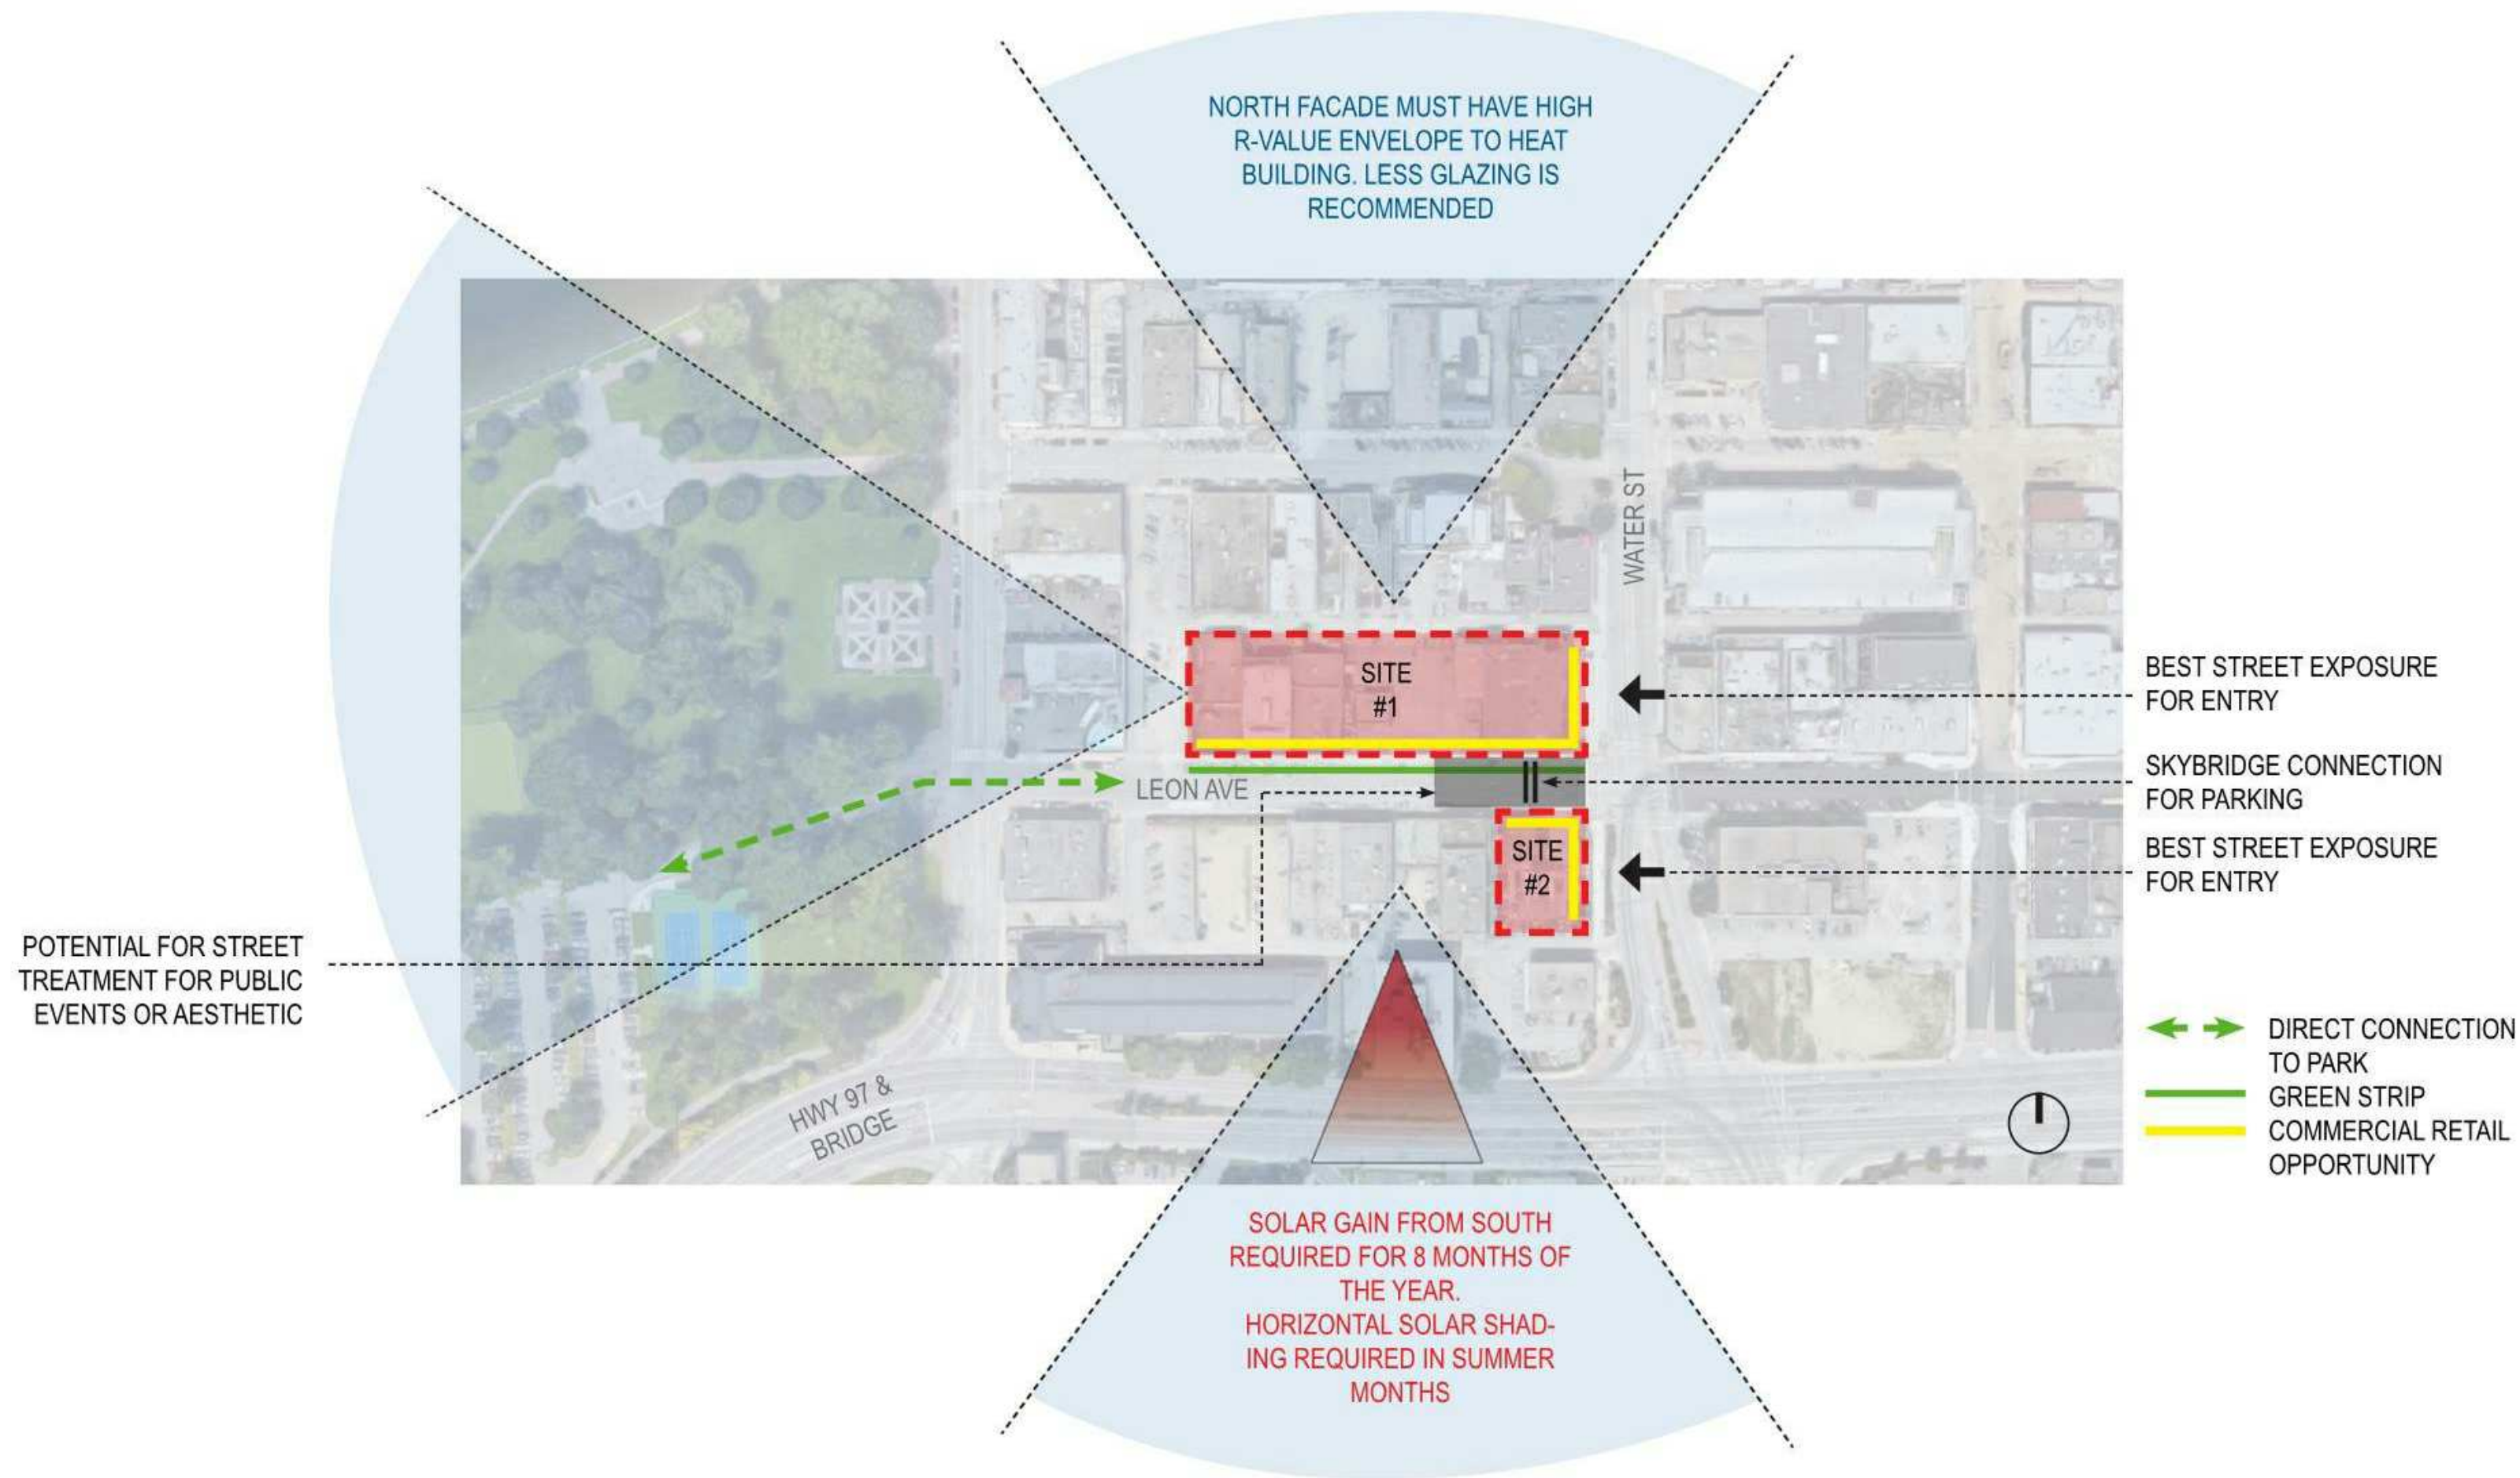 NORTH FACADE MUST HAVE HIGH
R-VALUE ENVELOPE TO HEAT
BUILDING. LESS GLAZING IS
RECOMMENDED
WATER ST
SITE
#1
BEST STREET EXPOSURE
FOR ENTRY
LEON AVE
SKYBRIDGE CONNECTION
FOR PARKING
SITE
#2
BEST STREET EXPOSURE
FOR ENTRY
POTENTIAL FOR STREET
TREATMENT FOR PUBLIC
EVENTS OR AESTHETIC
HWY 97 &
BRIDGE
DIRECT CONNECTION
TO PARK
GREEN STRIP
COMMERCIAL RETAIL
OPPORTUNITY
SOLAR GAIN FROM SOUTH
REQUIRED FOR 8 MONTHS OF
THE YEAR.
HORIZONTAL SOLAR SHAD-
ING REQUIRED IN SUMMER
MONTHS